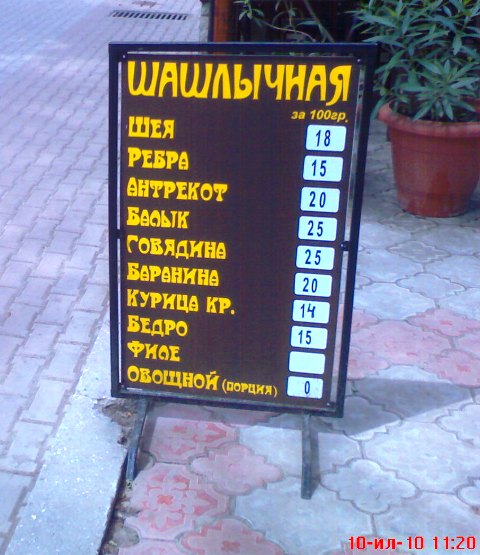 ШАШЛЫЧНАЯ
за 100гр.
ШЕЯ 18
РЕБРА 15
АНТРЕКОТ 20
БАЛЫК 25
ГОВЯДИНА 25
БАРАНИНА 20
КУРИЦА КР. 14
БЕДРО 15
ФИЛЕ
ОВОЩНОЙ (ПОРЦИЯ) 0
10-ил-10 11:20